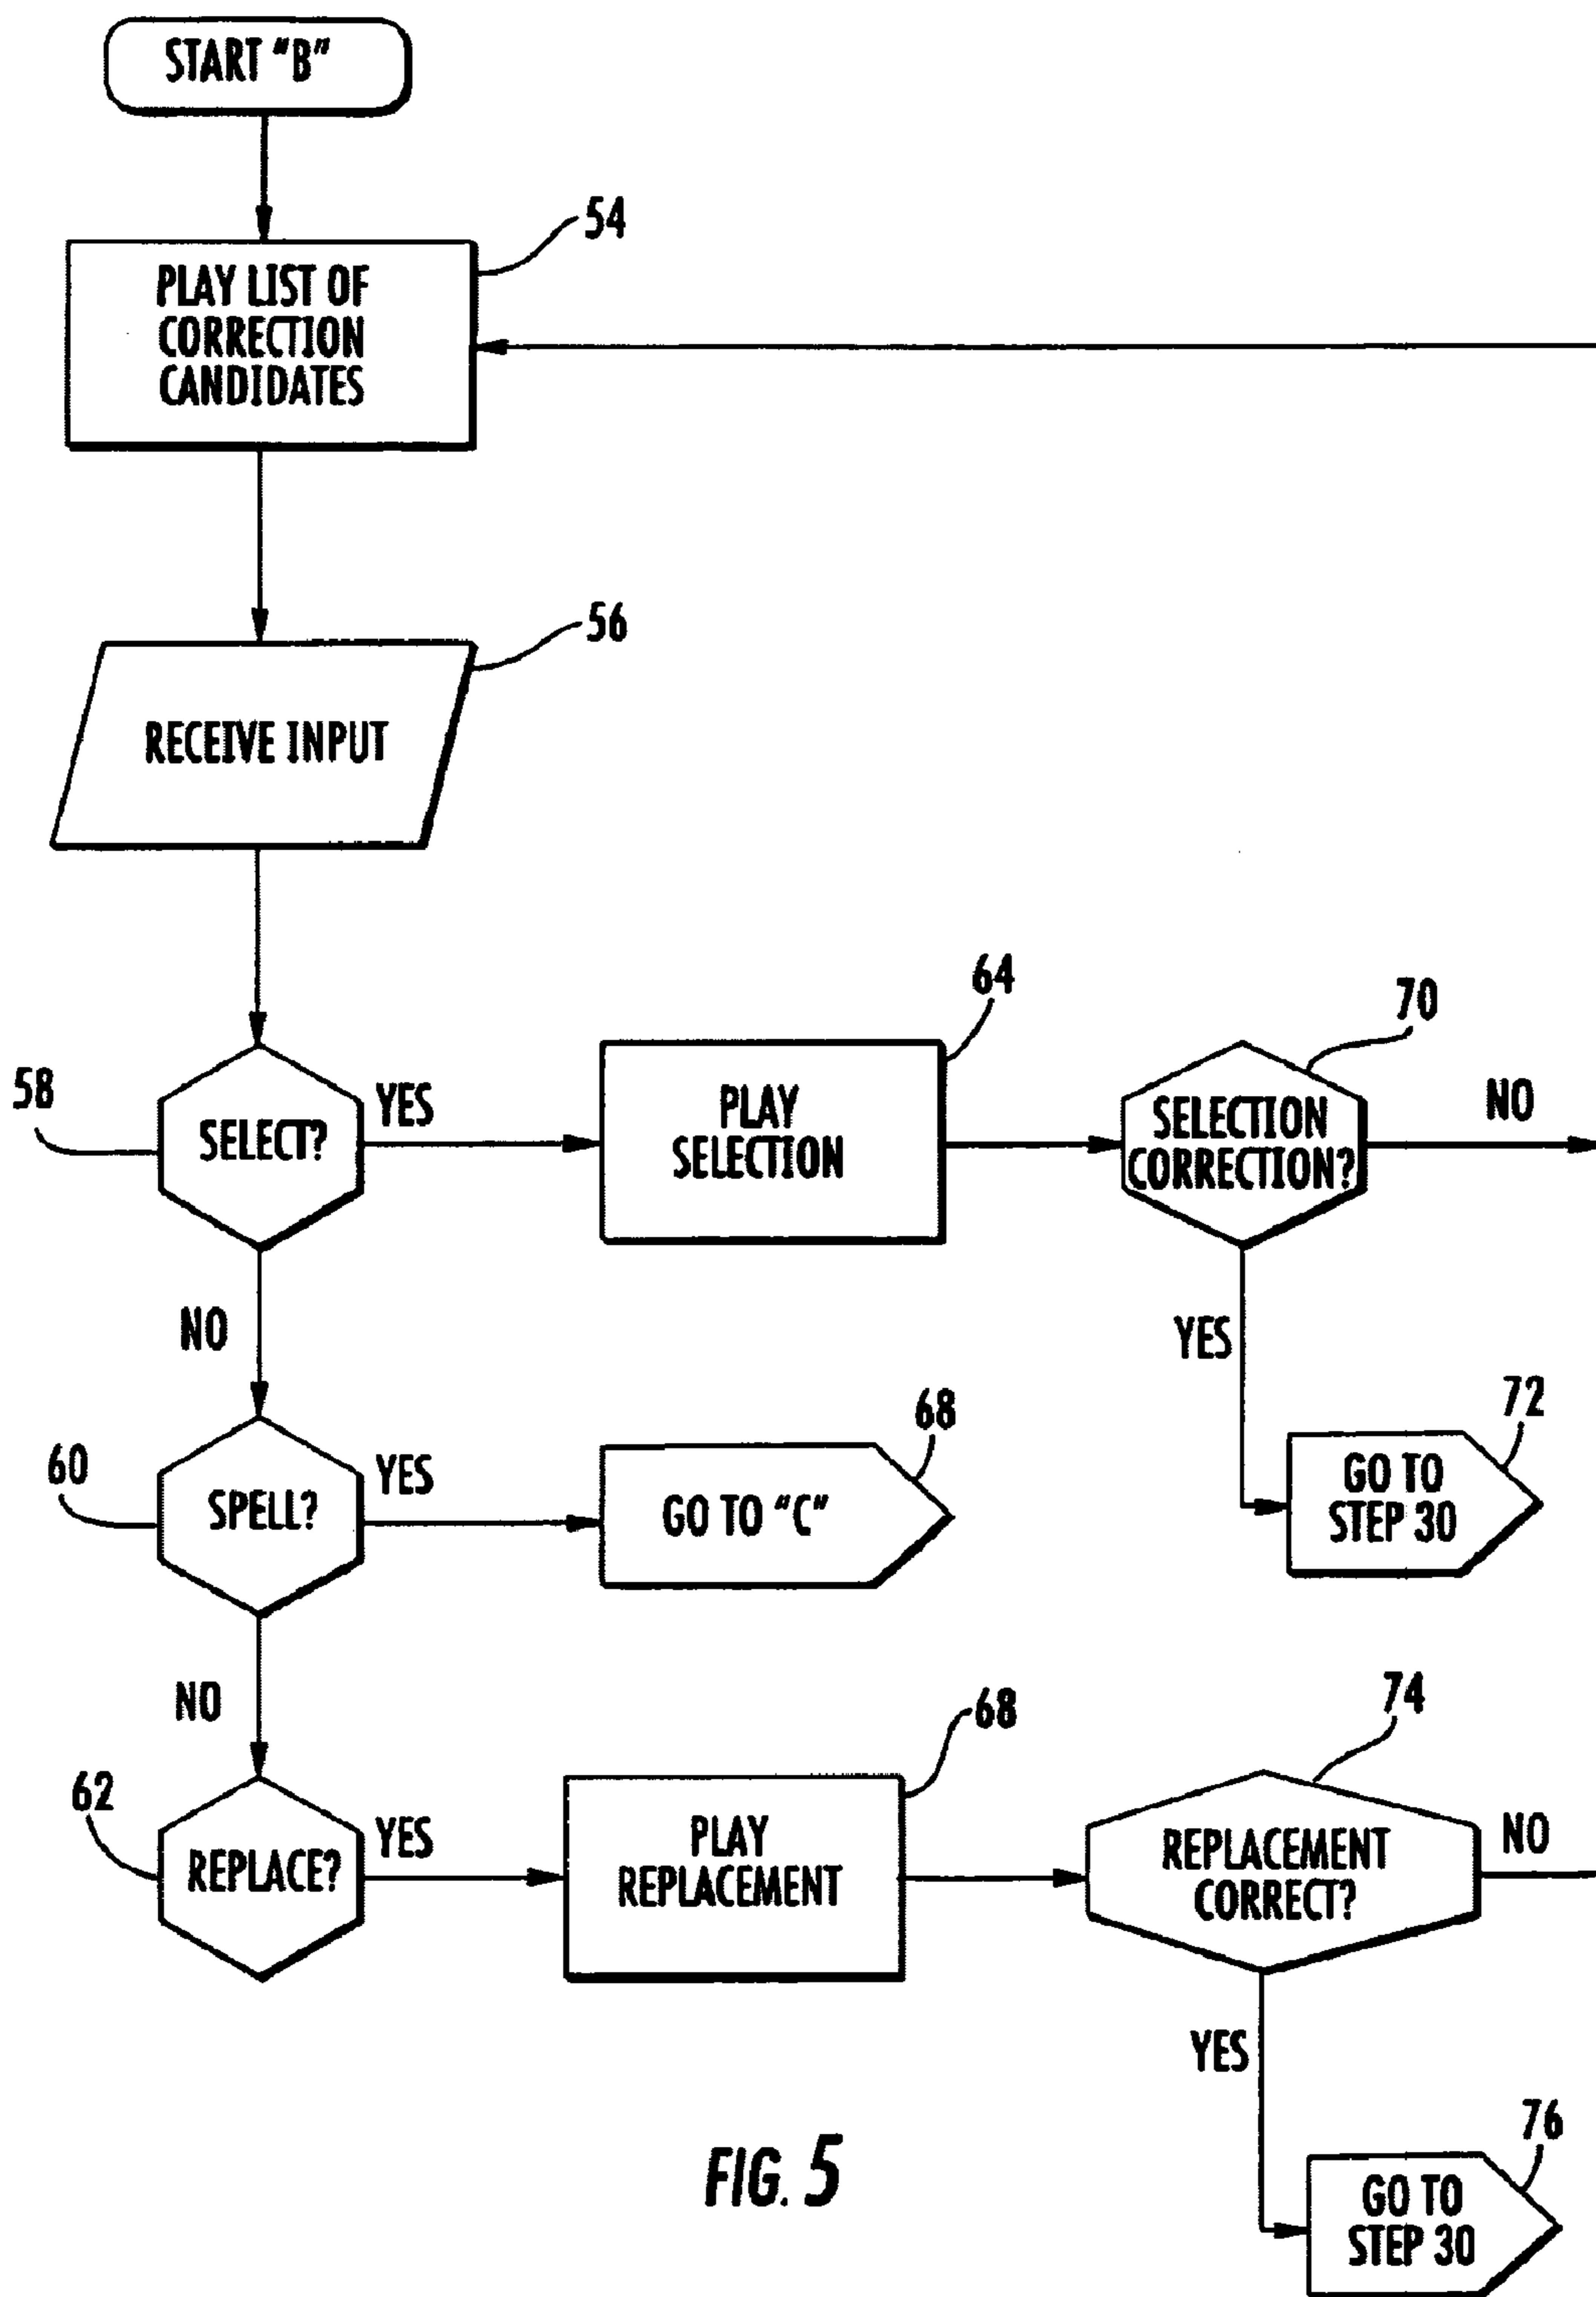 START "B"
54
PLAY LIST OF
CORRECTION
CANDIDATES
56
RECEIVE INPUT
58
SELECT?
YES
64
PLAY
SELECTION
70
SELECTION
CORRECTION?
NO
NO
YES
72
GO TO
STEP 30
60
SPELL?
YES
68
GO TO "C"
NO
62
REPLACE?
YES
68
PLAY
REPLACEMENT
74
REPLACEMENT
CORRECT?
NO
YES
76
GO TO
STEP 30
FIG. 5